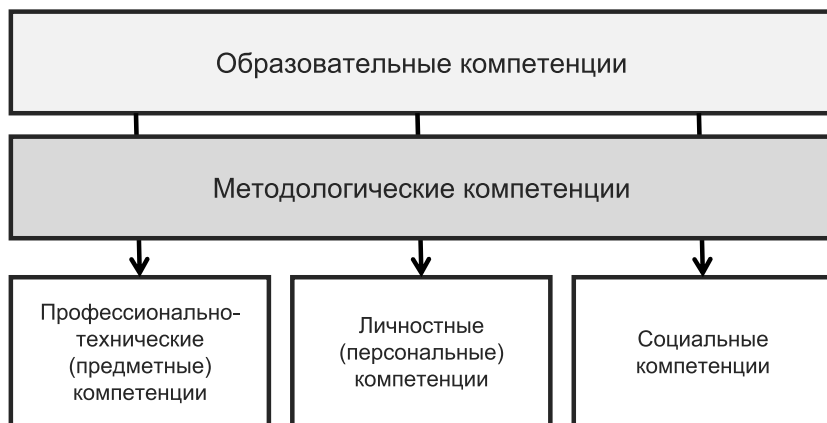 Образовательные компетенции
Методологические компетенции
Профессионально-
технические
(предметные)
компетенции
Личностные
(персональные)
компетенции
Социальные
компетенции